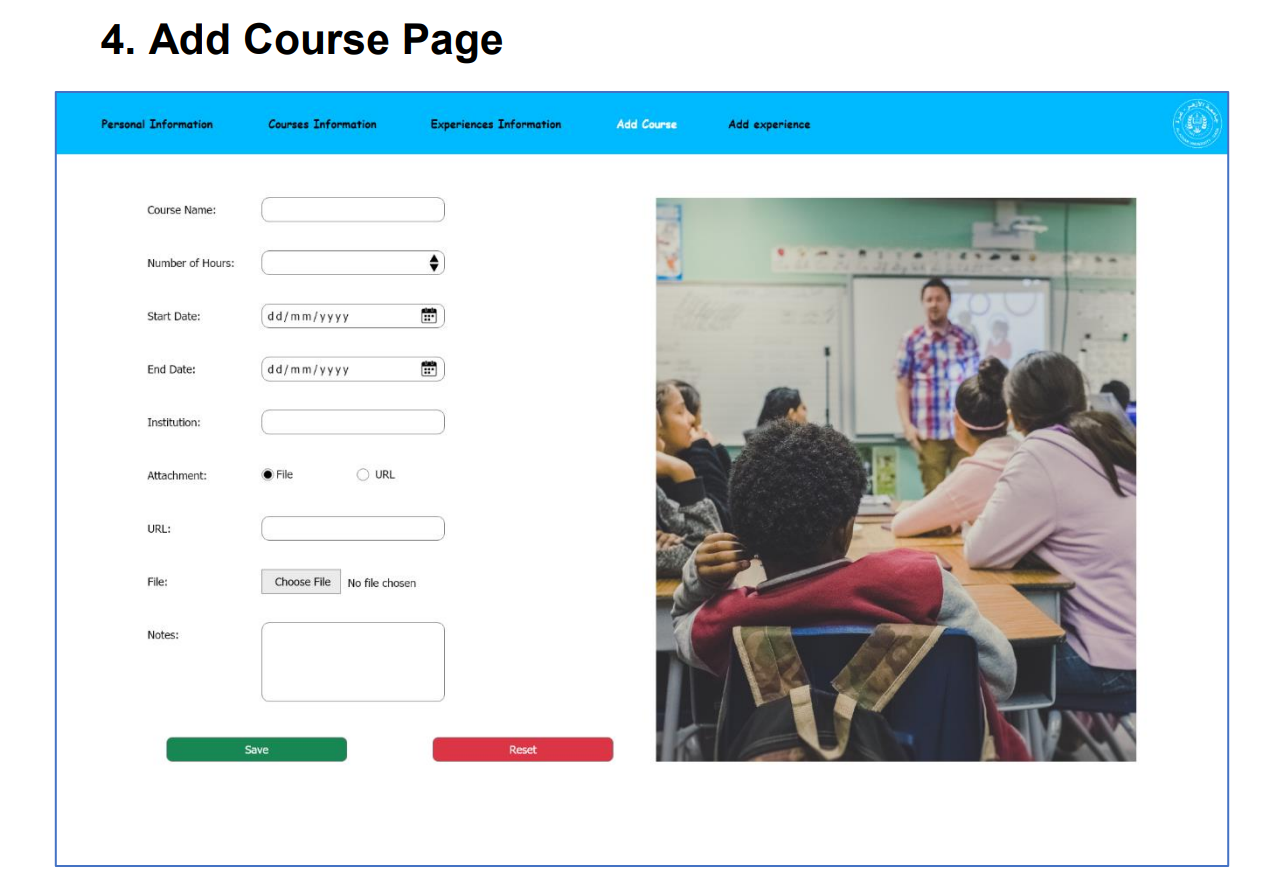 4. Add Course Page
Personal Information Courses Information Experiences Information Add Course Add experience
Course Name:
Number of Hours:
Start Date: dd/mm/yyyy
End Date: dd/mm/yyyy
Institution:
Attachment: File URL
URL:
File: Choose File No file chosen
Notes:
Save Reset